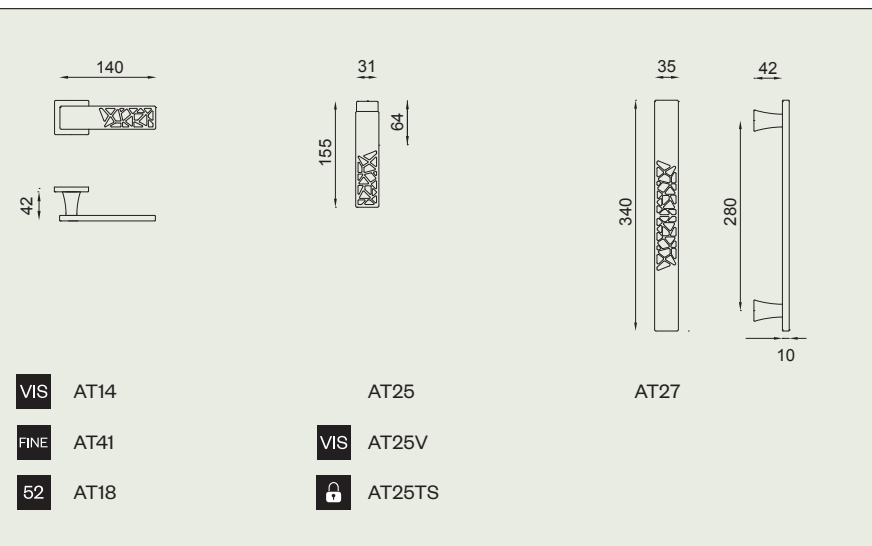 140
42
31
155
64
35
340
42
280
10
VIS AT14
FINE AT41
52 AT18
AT25
VIS AT25V
AT25TS
AT27